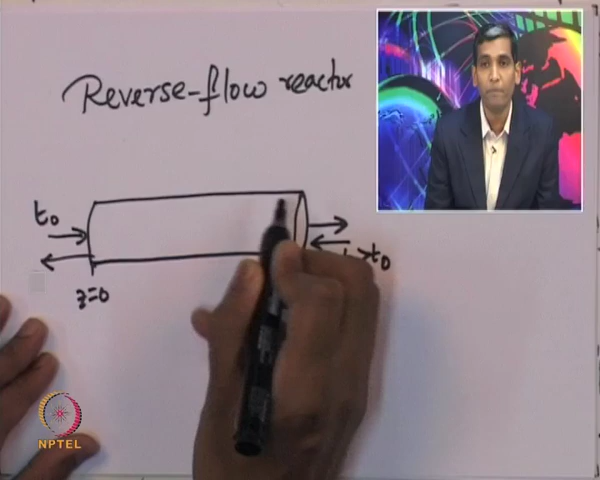 Reverse-flow reactor
t₀
t>t₀
z=0
NPTEL